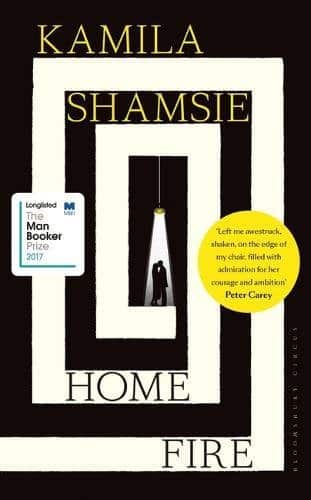 KAMILA
SHAMSIE
Longlisted
The
Man
Booker
Prize
2017
MAN
'Left me awestruck,
shaken, on the edge of
my chair, filled with
admiration for her
courage and ambition'
Peter Carey
HOME
FIRE
BLOOMSBURY CIRCUS